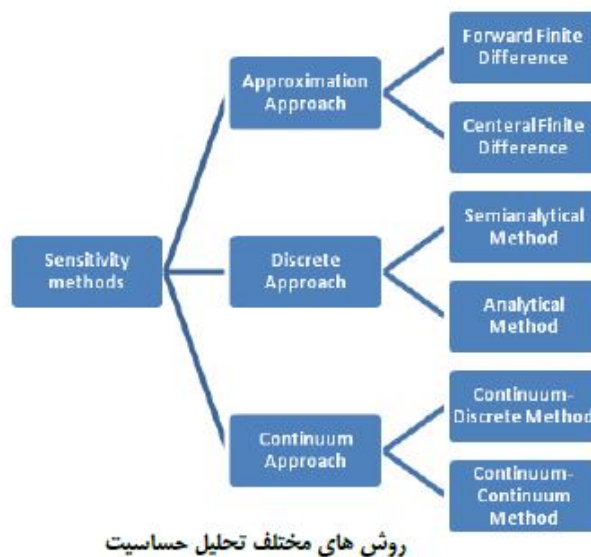 Sensitivity
methods
Approximation
Approach
Forward Finite
Difference
Centeral Finite
Difference
Discrete
Approach
Semianalytical
Method
Analytical
Method
Continuum
Approach
Continuum-
Discrete Method
Continuum-
Continuum
Method
روش های مختلف تحلیل حساسیت